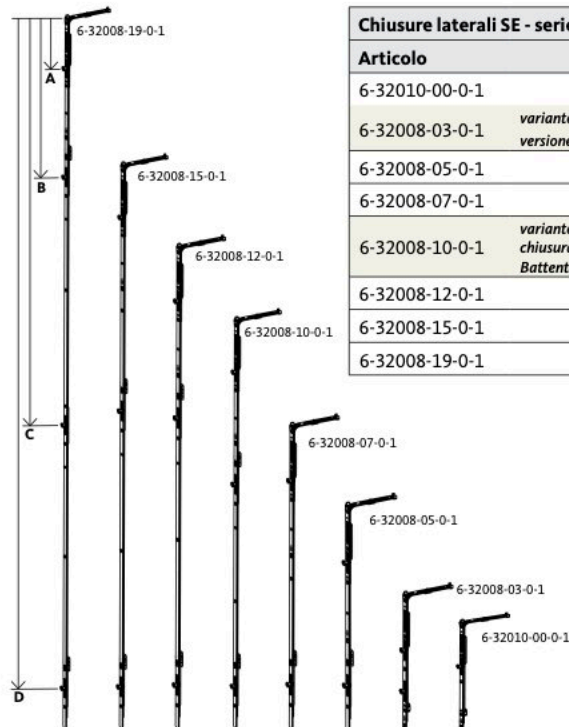 6-32008-19-0-1
A
B
6-32008-15-0-1
6-32008-12-0-1
6-32008-10-0-1
C
6-32008-07-0-1
6-32008-05-0-1
6-32008-03-0-1
6-32010-00-0-1
D
Chiusure laterali SE - serie
Articolo
6-32010-00-0-1
6-32008-03-0-1 variante
versione
6-32008-05-0-1
6-32008-07-0-1
variante
6-32008-10-0-1 chiusura
Battent
6-32008-12-0-1
6-32008-15-0-1
6-32008-19-0-1